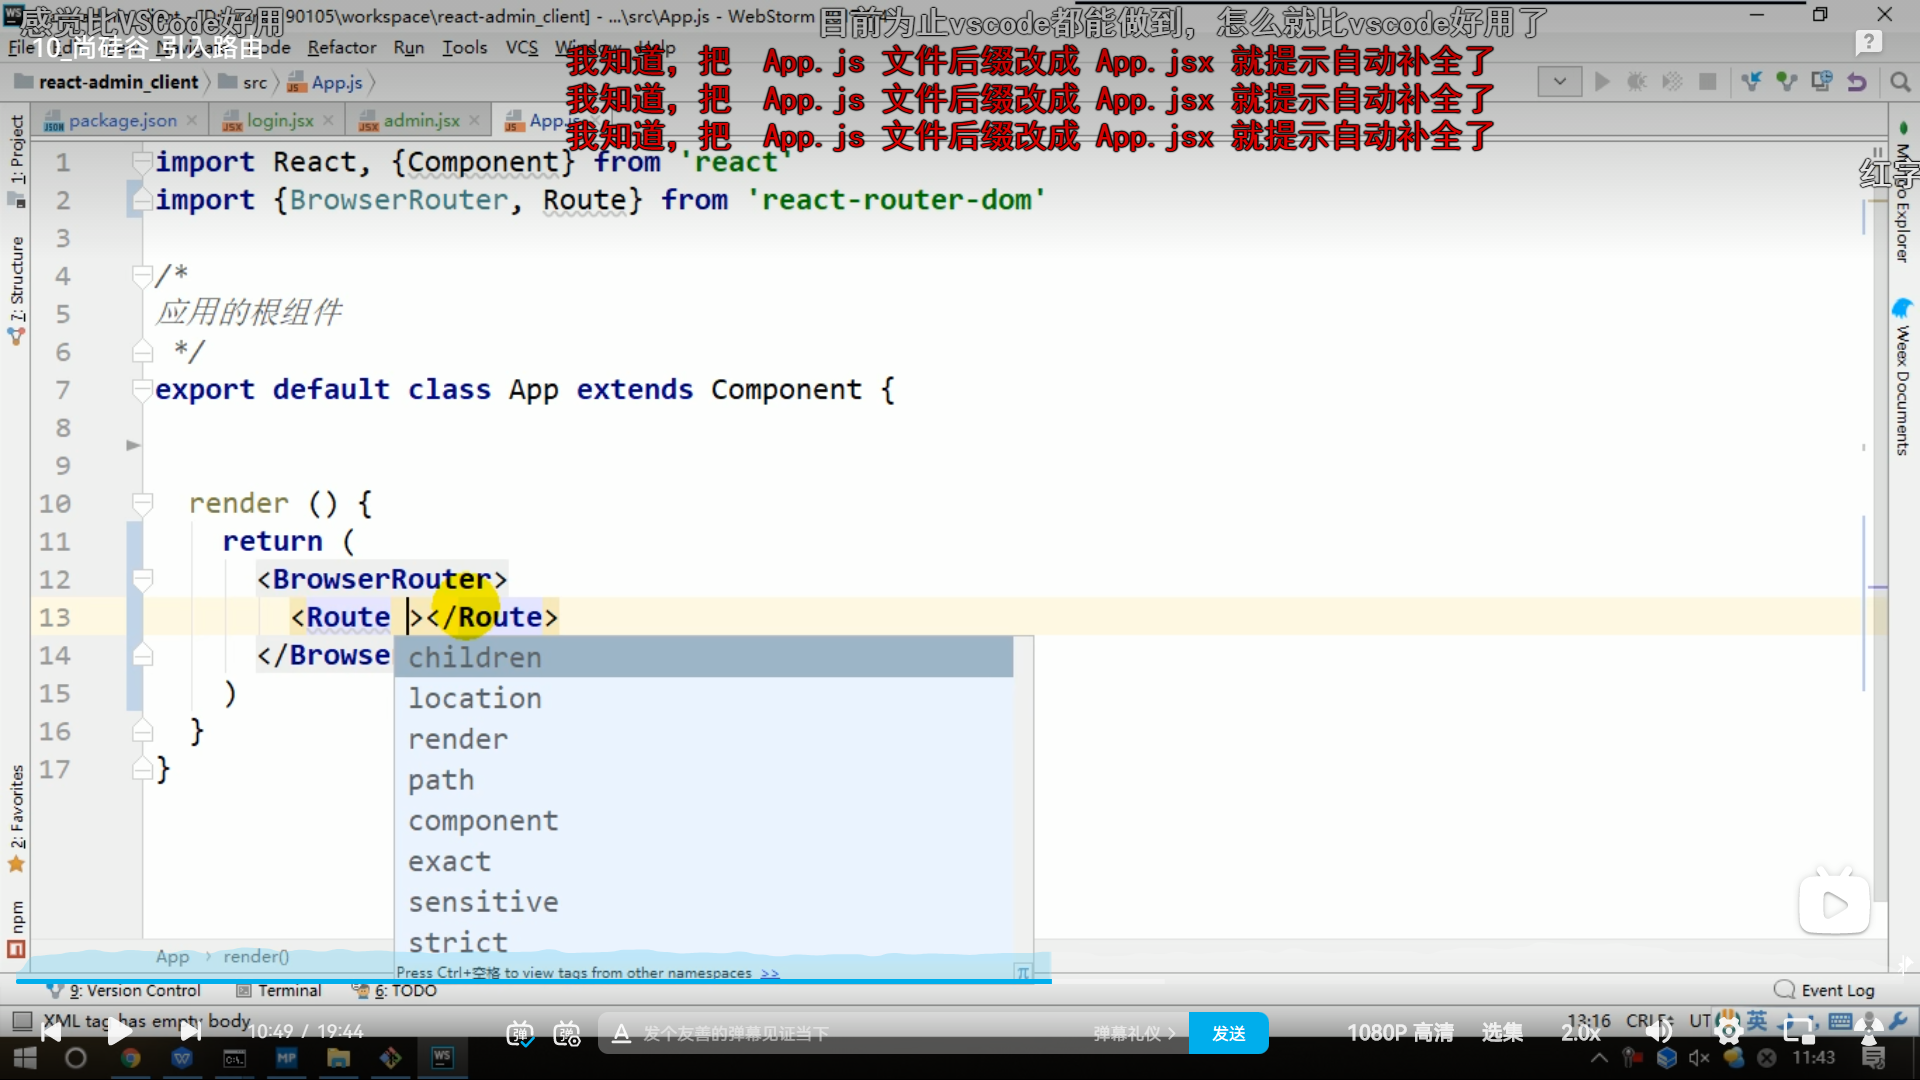 感觉比VSCode好用
目前为止vscode都能做到，怎么就比vscode好用了
90105\workspace\react-admin_client] - ...\src\App.js - WebStorm
10_尚硅谷_引入路由
File
Refactor Run Tools VCS
我知道，把 App.js 文件后缀改成 App.jsx 就提示自动补全了
我知道，把 App.js 文件后缀改成 App.jsx 就提示自动补全了
我知道，把 App.js 文件后缀改成 App.jsx 就提示自动补全了
红字
react-admin_client src App.js
package.json login.jsx admin.jsx App.js
1: Project
7: Structure
2: Favorites
npm
Explorer
Weex Documents
1 import React, {Component} from 'react'
2 import {BrowserRouter, Route} from 'react-router-dom'
3
4 /*
5 应用的根组件
6 */
7 export default class App extends Component {
8
9
10 render () {
11 return (
12 <BrowserRouter>
13 <Route ></Route>
14 </Browse
15 )
16 }
17 }
children
location
render
path
component
exact
sensitive
strict
Press Ctrl+空格 to view tags from other namespaces >>
π
App › render()
9: Version Control Terminal 6: TODO
Event Log
XML tag has empty body
13:16 CRLF UT
英
10:49 / 19:44
弹 弹
A 发个友善的弹幕见证当下
弹幕礼仪 >
发送
1080P 高清 选集 2.0x
11:43